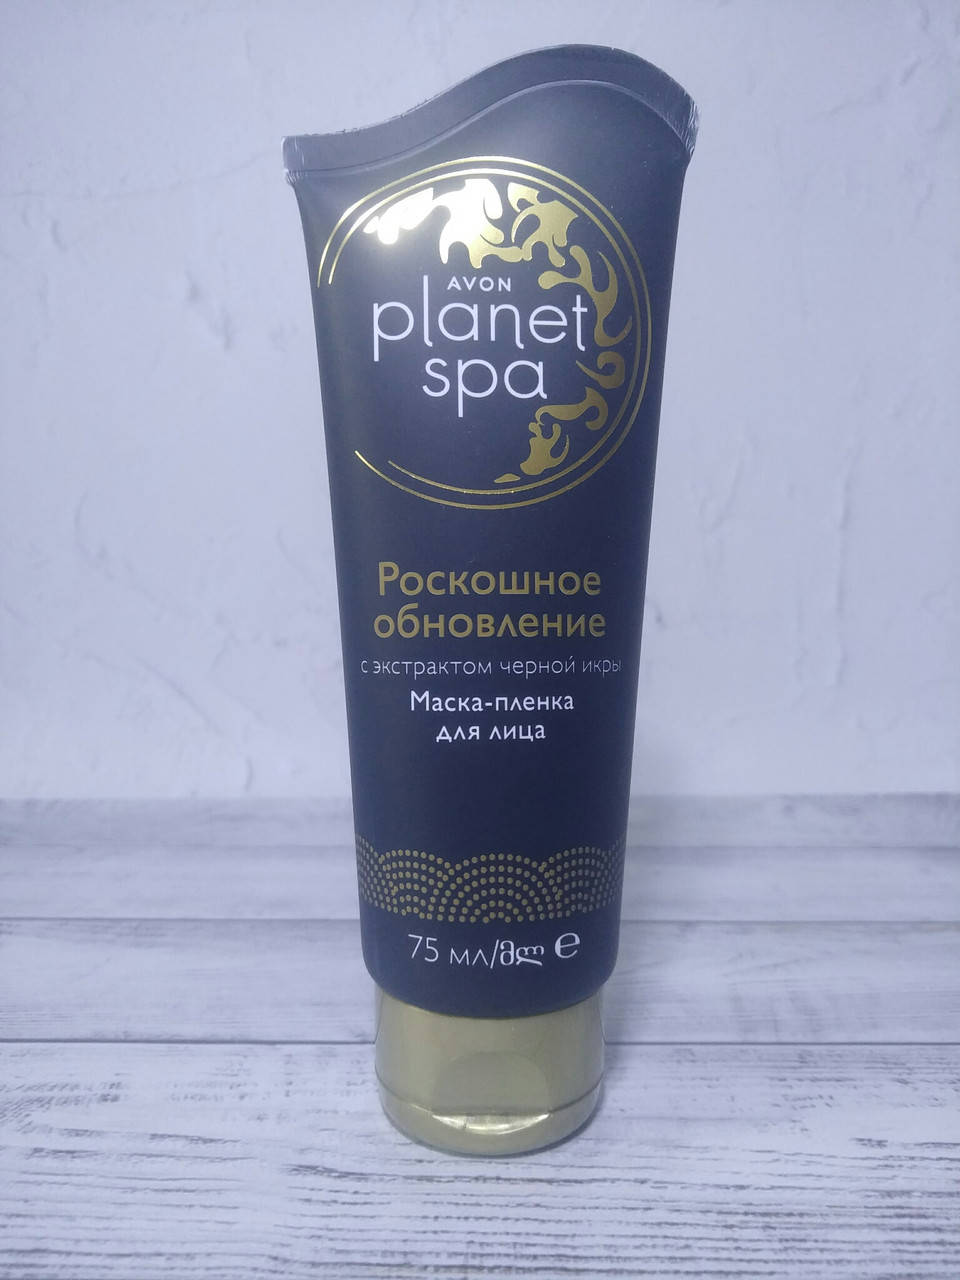 AVON
planet
spa
Роскошное
обновление
с экстрактом черной икры
Маска-пленка
для лица
75 мл/მლ e